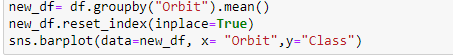 new_df= df.groupby("Orbit").mean()
new_df.reset_index(inplace=True)
sns.barplot(data=new_df, x= "Orbit",y="Class")